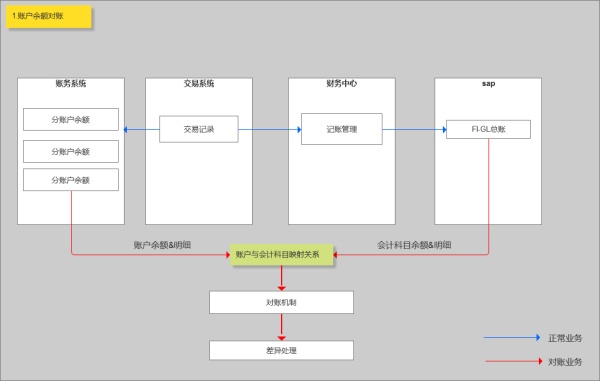 1.账户余额对账
账务系统
交易系统
财务中心
sap
分账户余额
交易记录
记账管理
FI-GL总账
分账户余额
分账户余额
账户余额&明细
账户与会计科目映射关系
会计科目余额&明细
对账机制
差异处理
正常业务
对账业务